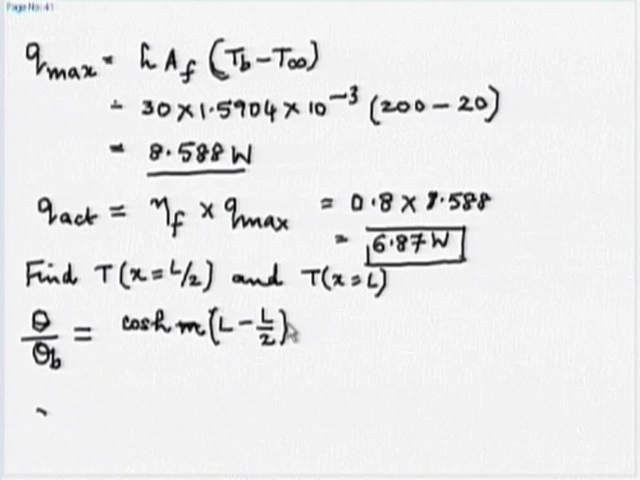 Page No: 41
q_max = h A_f (T_b − T_∞)
= 30 × 1.5904 × 10^−3 (200 − 20)
= 8.588 W
q_act = η_f × q_max = 0.8 × 8.588
= 6.87 W
Find T(x = L/2) and T(x = L)
θ/θ_b = cosh m(L − L/2)